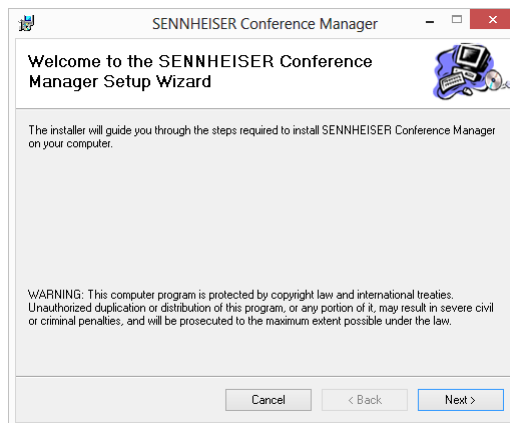 SENNHEISER Conference Manager
Welcome to the SENNHEISER Conference
Manager Setup Wizard
The installer will guide you through the steps required to install SENNHEISER Conference Manager
on your computer.
WARNING: This computer program is protected by copyright law and international treaties.
Unauthorized duplication or distribution of this program, or any portion of it, may result in severe civil
or criminal penalties, and will be prosecuted to the maximum extent possible under the law.
Cancel
< Back
Next >